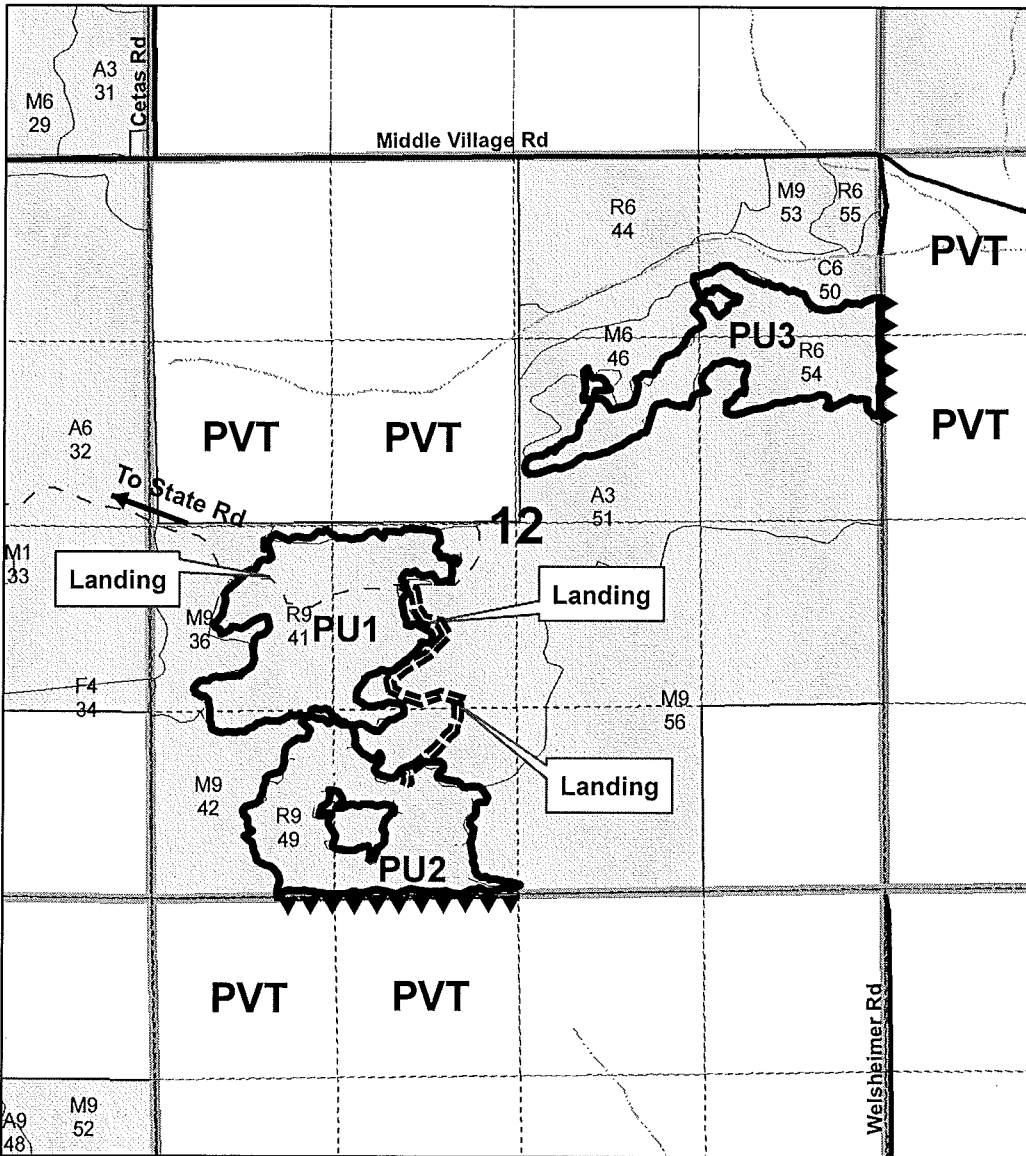 A3
31
Cetas Rd
M6
29
Middle Village Rd
R6
44
M9
53
R6
55
PVT
C6
50
M6
46
PU3
R6
54
A6
32
PVT
PVT
PVT
To State Rd
A3
51
12
M1
33
Landing
Landing
M9
36
R9
41
PU1
F4
34
M9
56
Landing
M9
42
R9
49
PU2
PVT
PVT
Welsheimer Rd
M9
52
A9
48